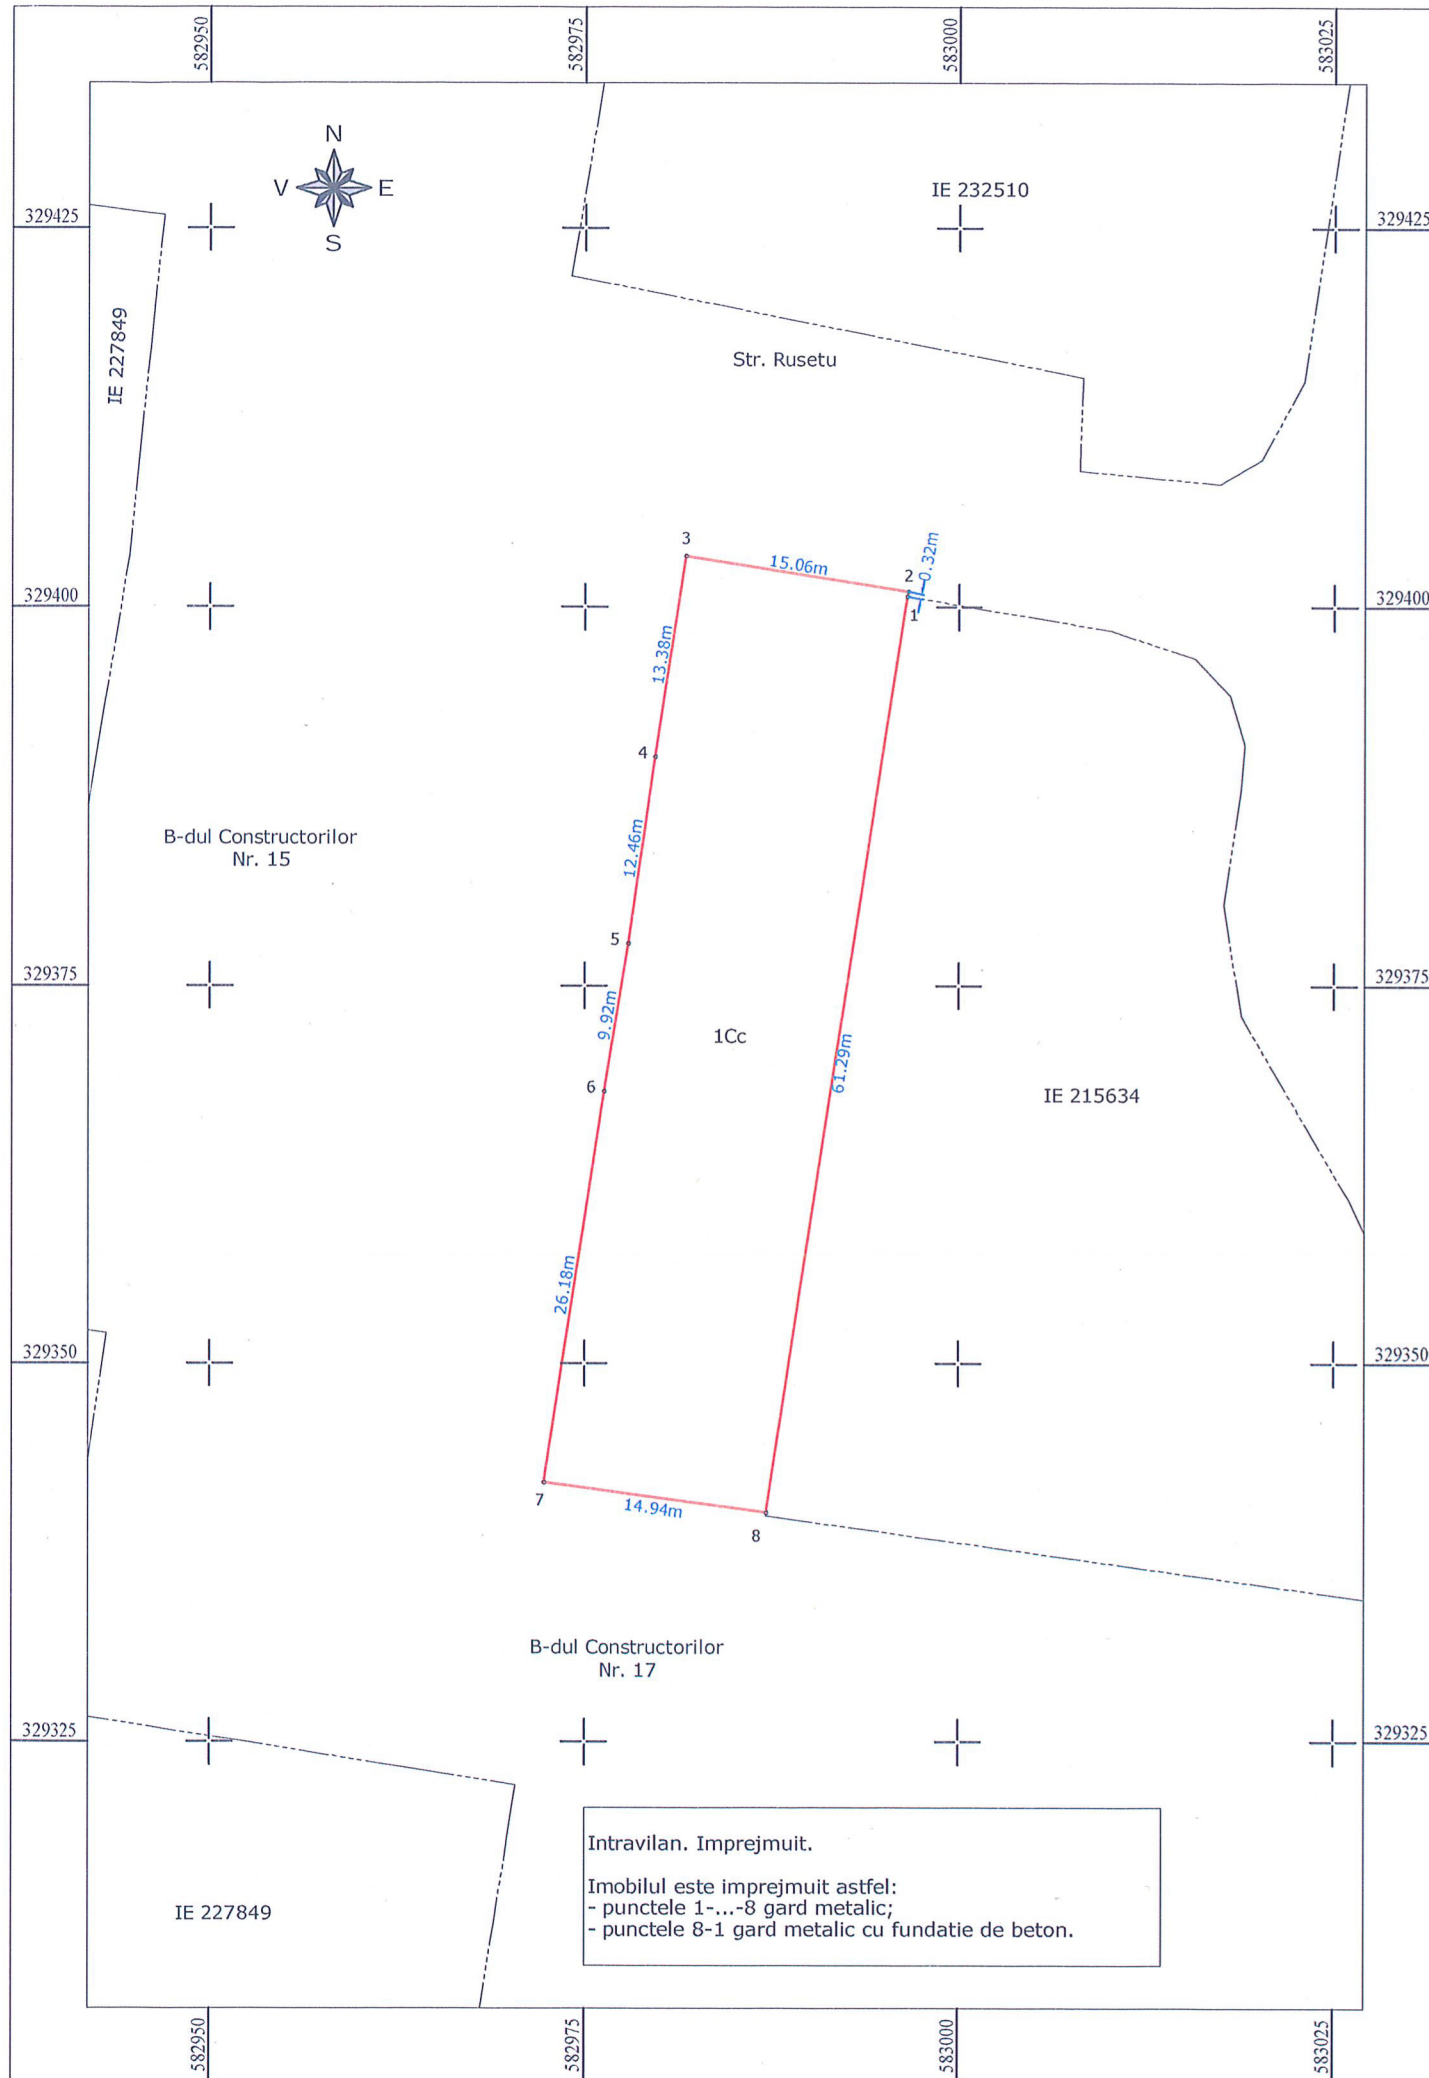 582950
582975
583000
583025
N
V E
S
IE 232510
329425
329425
IE 227849
Str. Rusetu
3
15.06m
2
0.32m
1
329400
329400
13.38m
4
B-dul Constructorilor
Nr. 15
12.46m
5
329375
329375
9.92m
1Cc
61.29m
6
IE 215634
26.18m
329350
329350
7
14.94m
8
B-dul Constructorilor
Nr. 17
329325
329325
Intravilan. Imprejmuit.
Imobilul este imprejmuit astfel:
- punctele 1-...-8 gard metalic;
- punctele 8-1 gard metalic cu fundatie de beton.
IE 227849
582950
582975
583000
583025